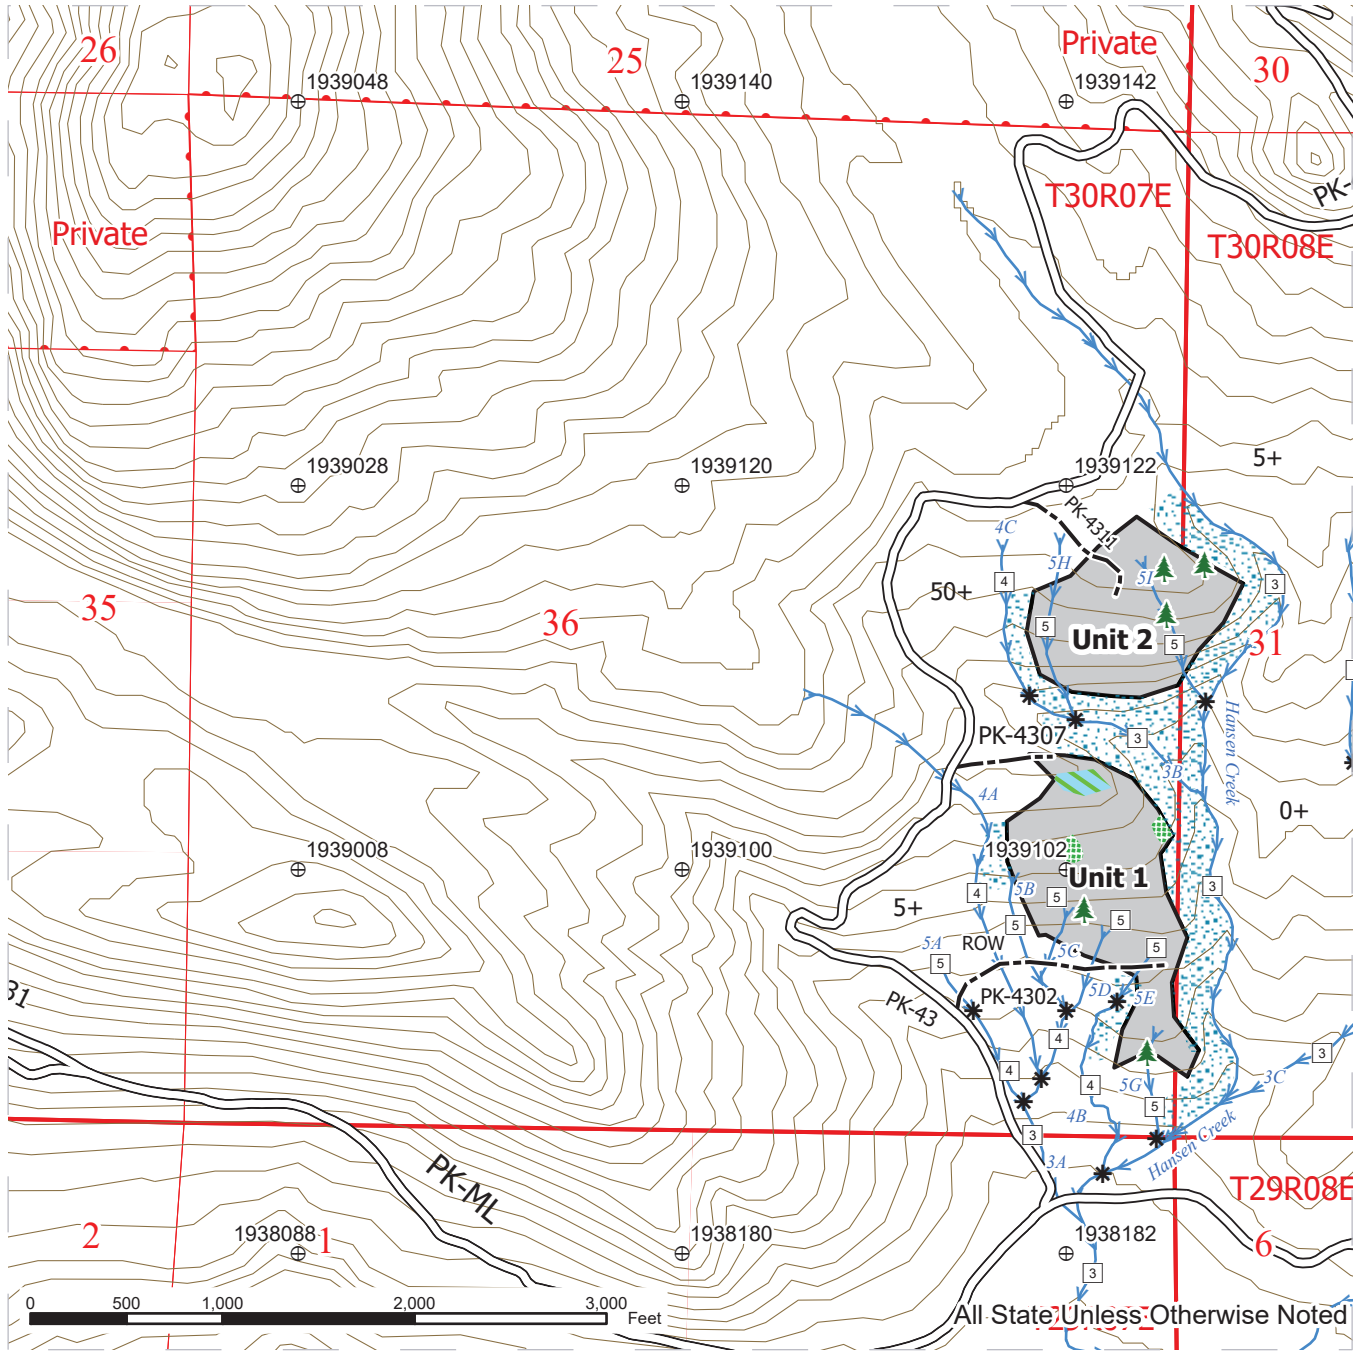 26
25
Private
30
1939048
1939140
1939142
PK-
T30R07E
Private
T30R08E
5+
1939028
1939120
1939122
PK-4311
4C
5H
5I
4
3
50+
35
36
5
Unit 2
5
31
Hansen Creek
PK-4307
3
3B
4A
0+
1939008
1939100
1939102
Unit 1
5B
4
5
3
5+
5
5
5A
ROW
5C
5
5
31
PK-4302
5D
5E
PK-43
4
3
4
4
5G
3C
5
4B
3
Hansen Creek
3A
PK-ML
T29R08E
2
1938088
1
1938180
1938182
6
3
0 500 1,000 2,000 3,000
Feet
All State Unless Otherwise Noted